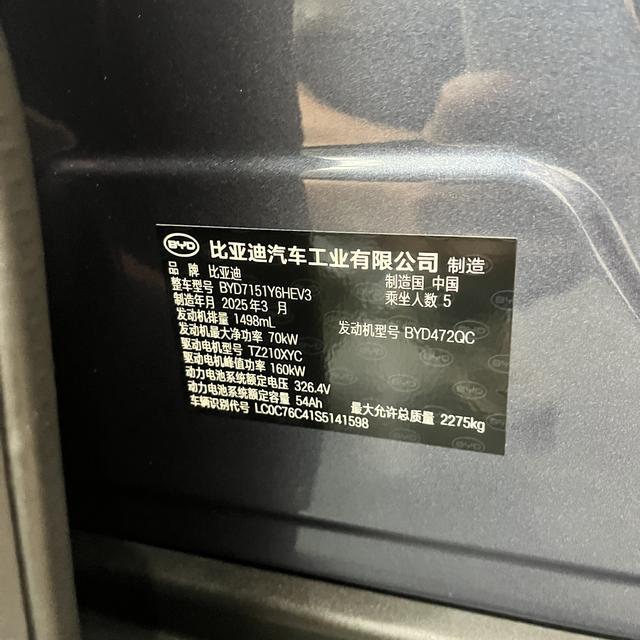 BYD 比亚迪汽车工业有限公司 制造
品 牌 比亚迪 制造国 中国
整车型号 BYD7151Y6HEV3 乘坐人数 5
制造年月 2025年3 月
发动机排量 1498mL 发动机型号 BYD472QC
发动机最大净功率 70kW
驱动电机型号 TZ210XYC
驱动电机峰值功率 160kW
动力电池系统额定电压 326.4V
动力电池系统额定容量 54Ah 最大允许总质量 2275kg
车辆识别代号 LC0C76C41S5141598